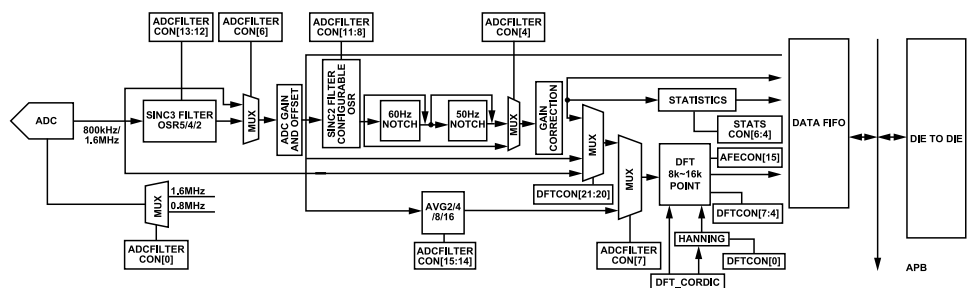 ADCFILTER
CON[13:12]
ADCFILTER
CON[6]
ADCFILTER
CON[11:8]
ADCFILTER
CON[4]
ADC
800kHz/
1.6MHz
SINC3 FILTER
OSR5/4/2
MUX
ADC GAIN
AND OFFSET
SINC2 FILTER
CONFIGURABLE
OSR
60Hz
NOTCH
50Hz
NOTCH
MUX
GAIN
CORRECTION
STATISTICS
STATS
CON[6:4]
DATA FIFO
DIE TO DIE
MUX
MUX
DFT
8k~16k
POINT
AFECON[15]
DFTCON[21:20]
DFTCON[7:4]
MUX
1.6MHz
0.8MHz
AVG2/4
/8/16
ADCFILTER
CON[0]
ADCFILTER
CON[15:14]
ADCFILTER
CON[7]
HANNING
DFTCON[0]
DFT_CORDIC
APB